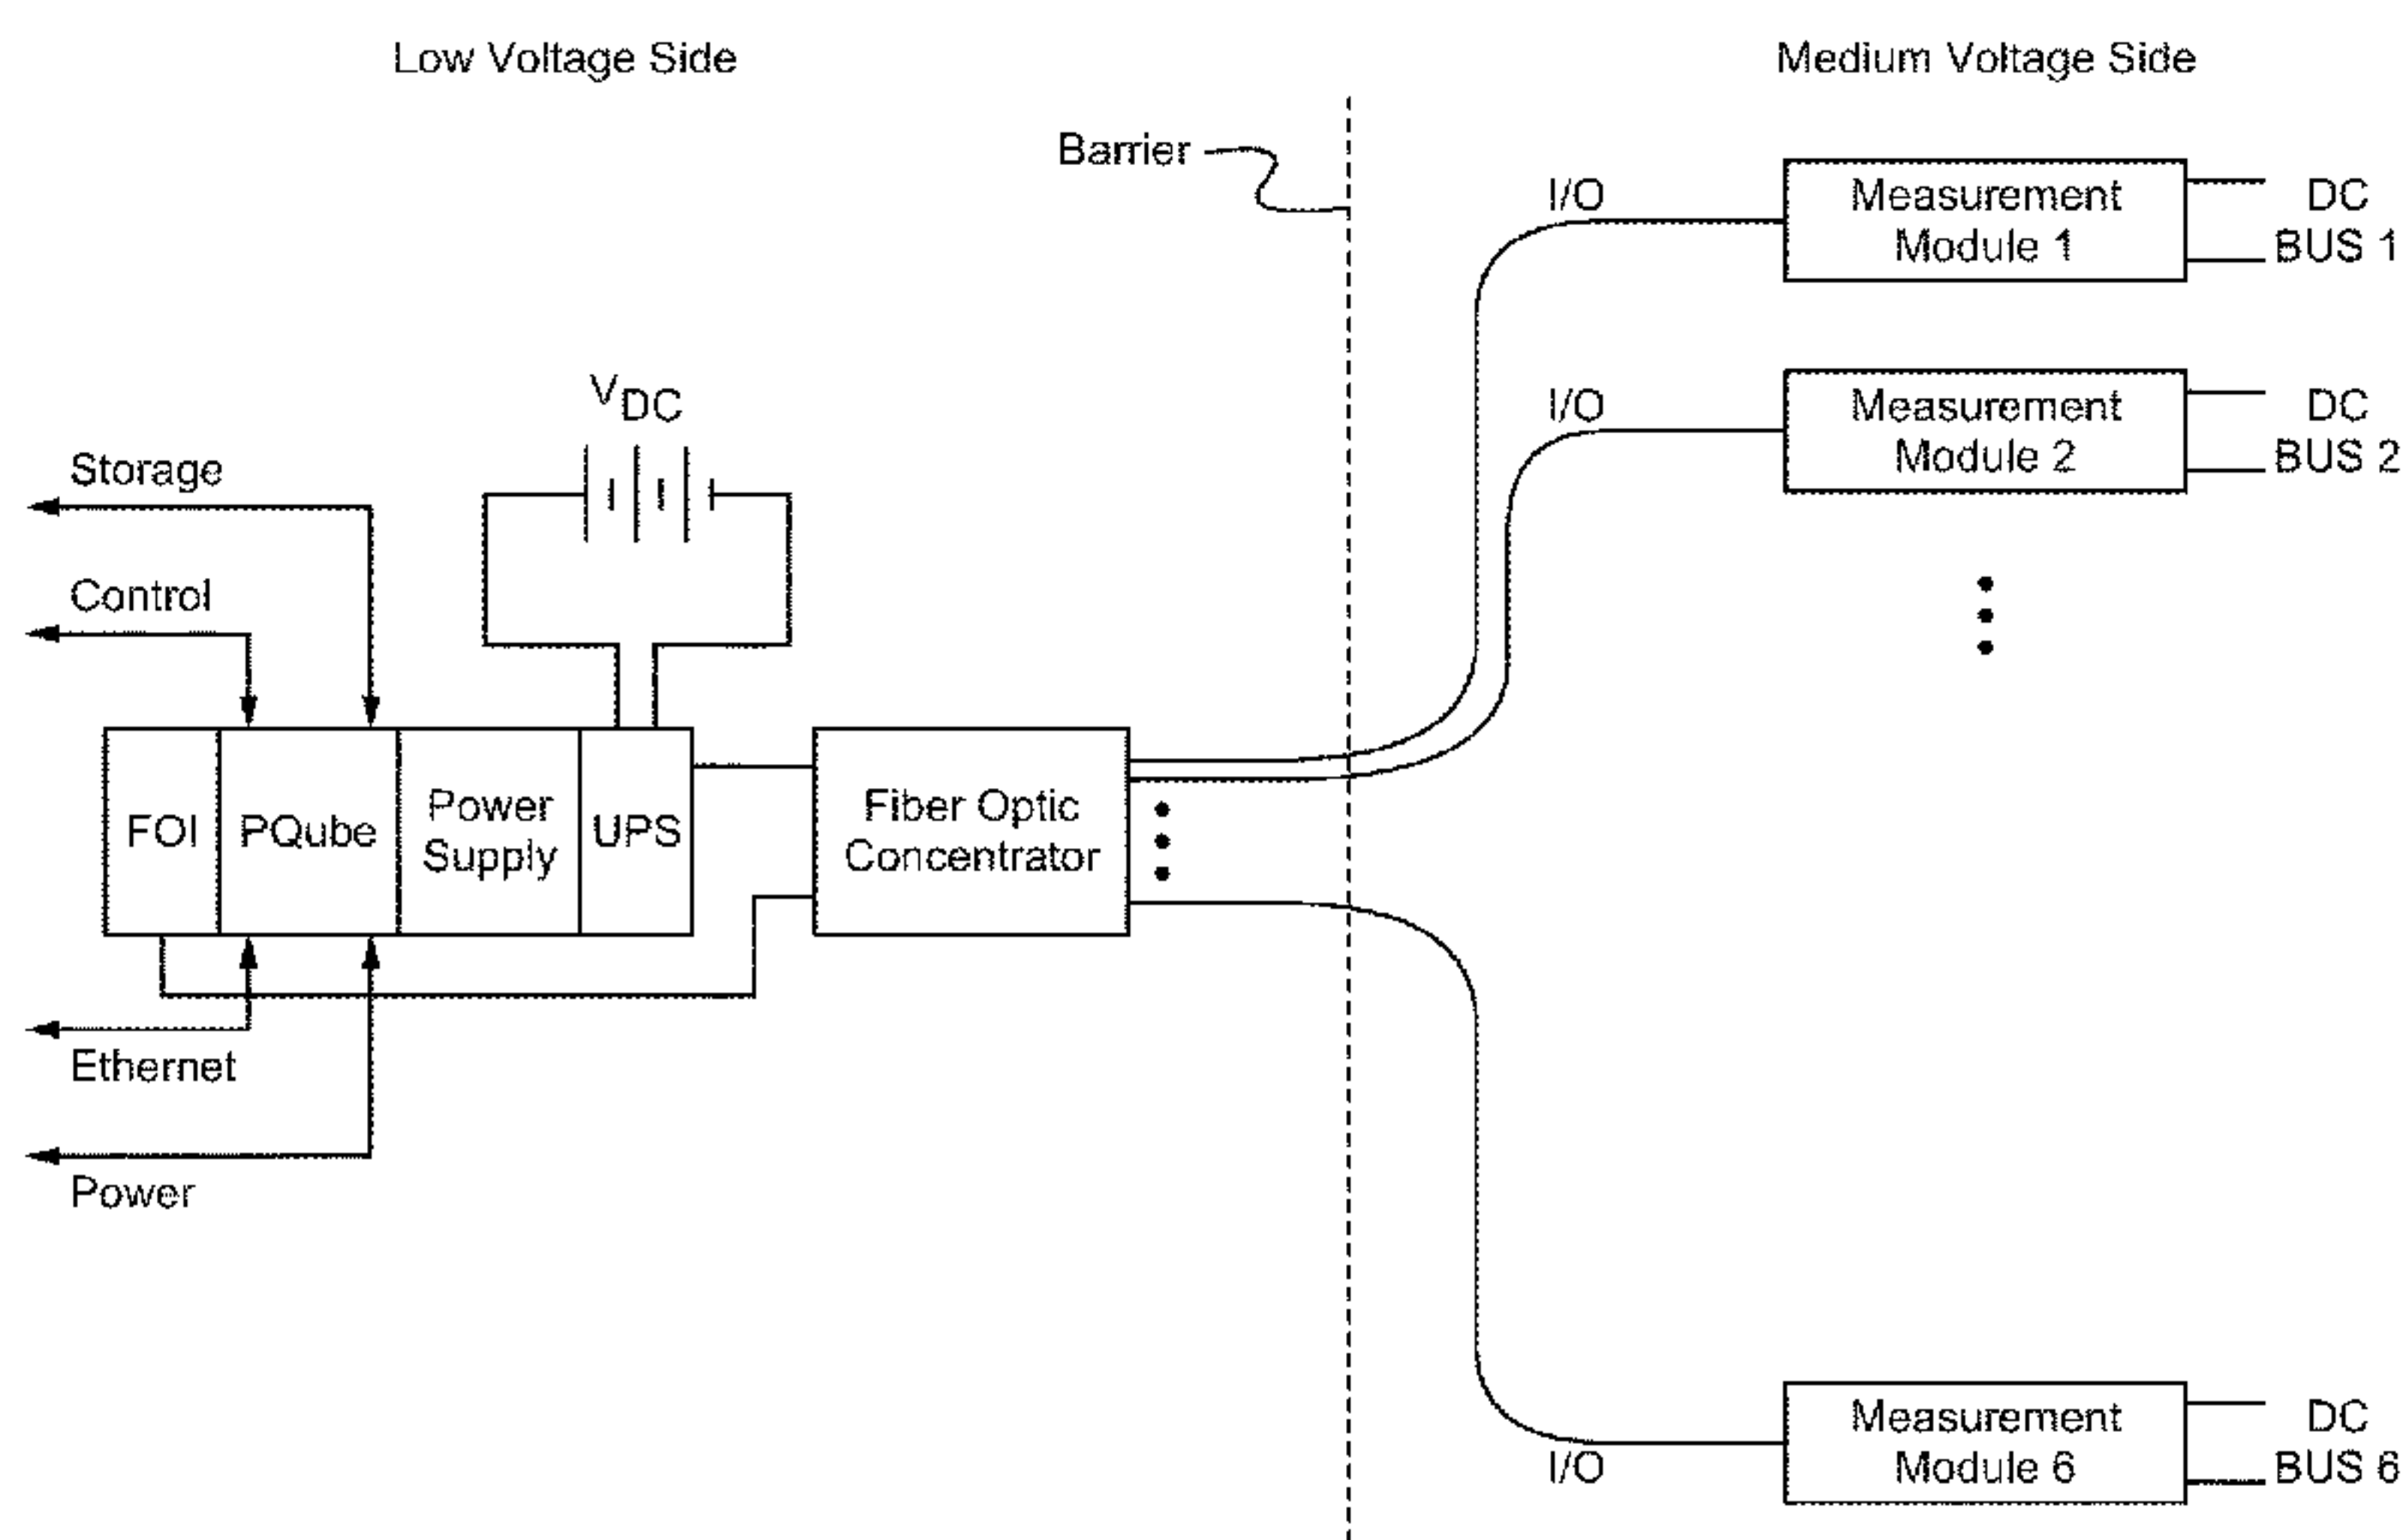 Low Voltage Side
Medium Voltage Side
Barrier
I/O
Measurement
Module 1
DC
BUS 1
I/O
Measurement
Module 2
DC
BUS 2
VDC
Storage
Control
FOI
PQube
Power
Supply
UPS
Fiber Optic
Concentrator
Ethernet
Power
I/O
Measurement
Module 6
DC
BUS 6